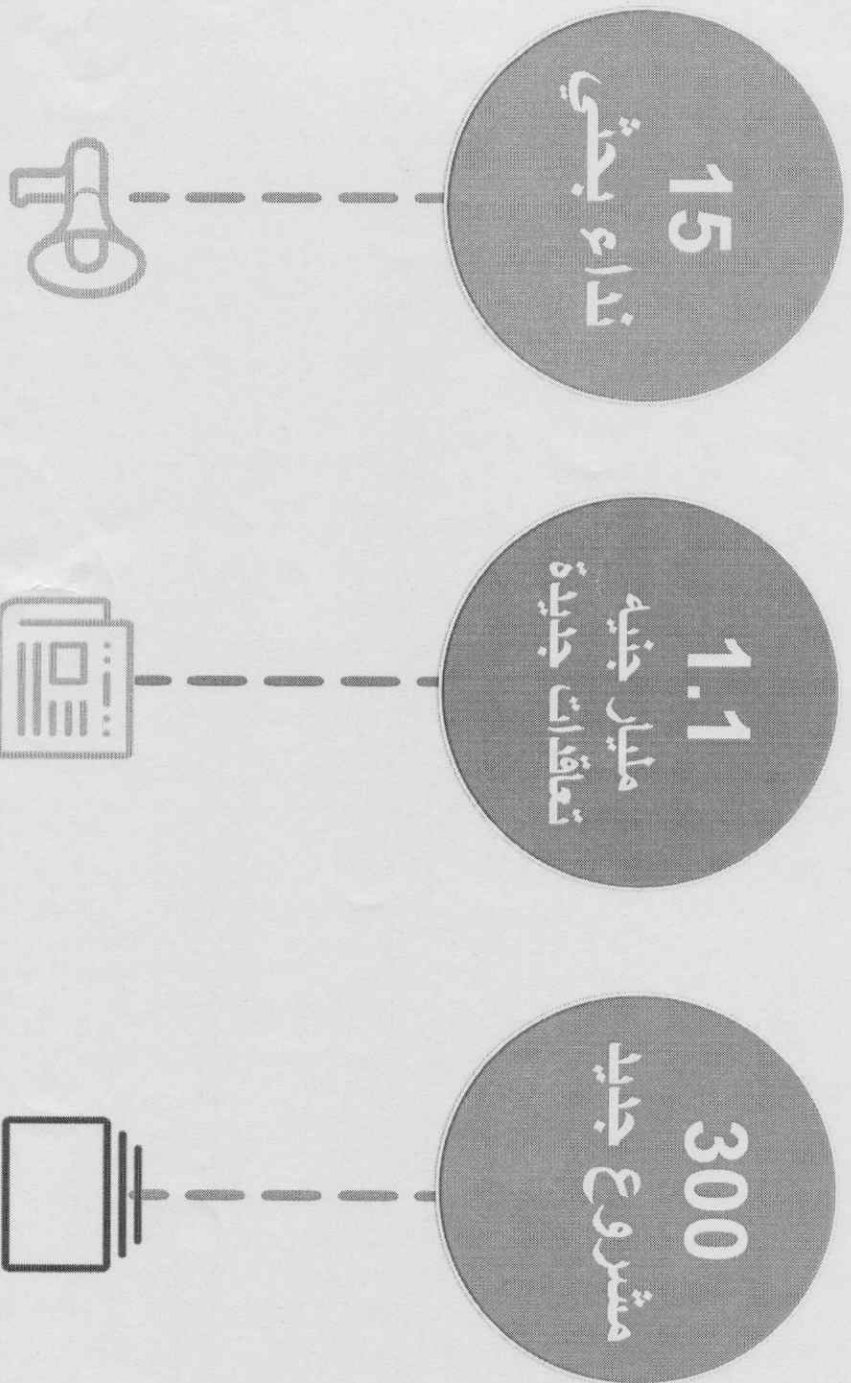 15
نداء بحثي
1.1
مليار جنيه
تعاقدات جديدة
300
مشروع جديد